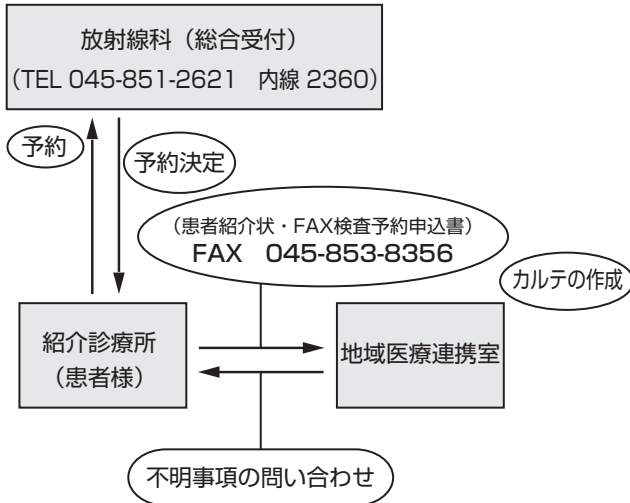 放射線科（総合受付）
（TEL 045-851-2621　内線 2360）
予約
予約決定
（患者紹介状・FAX検査予約申込書）
FAX　045-853-8356
カルテの作成
紹介診療所
（患者様）
地域医療連携室
不明事項の問い合わせ